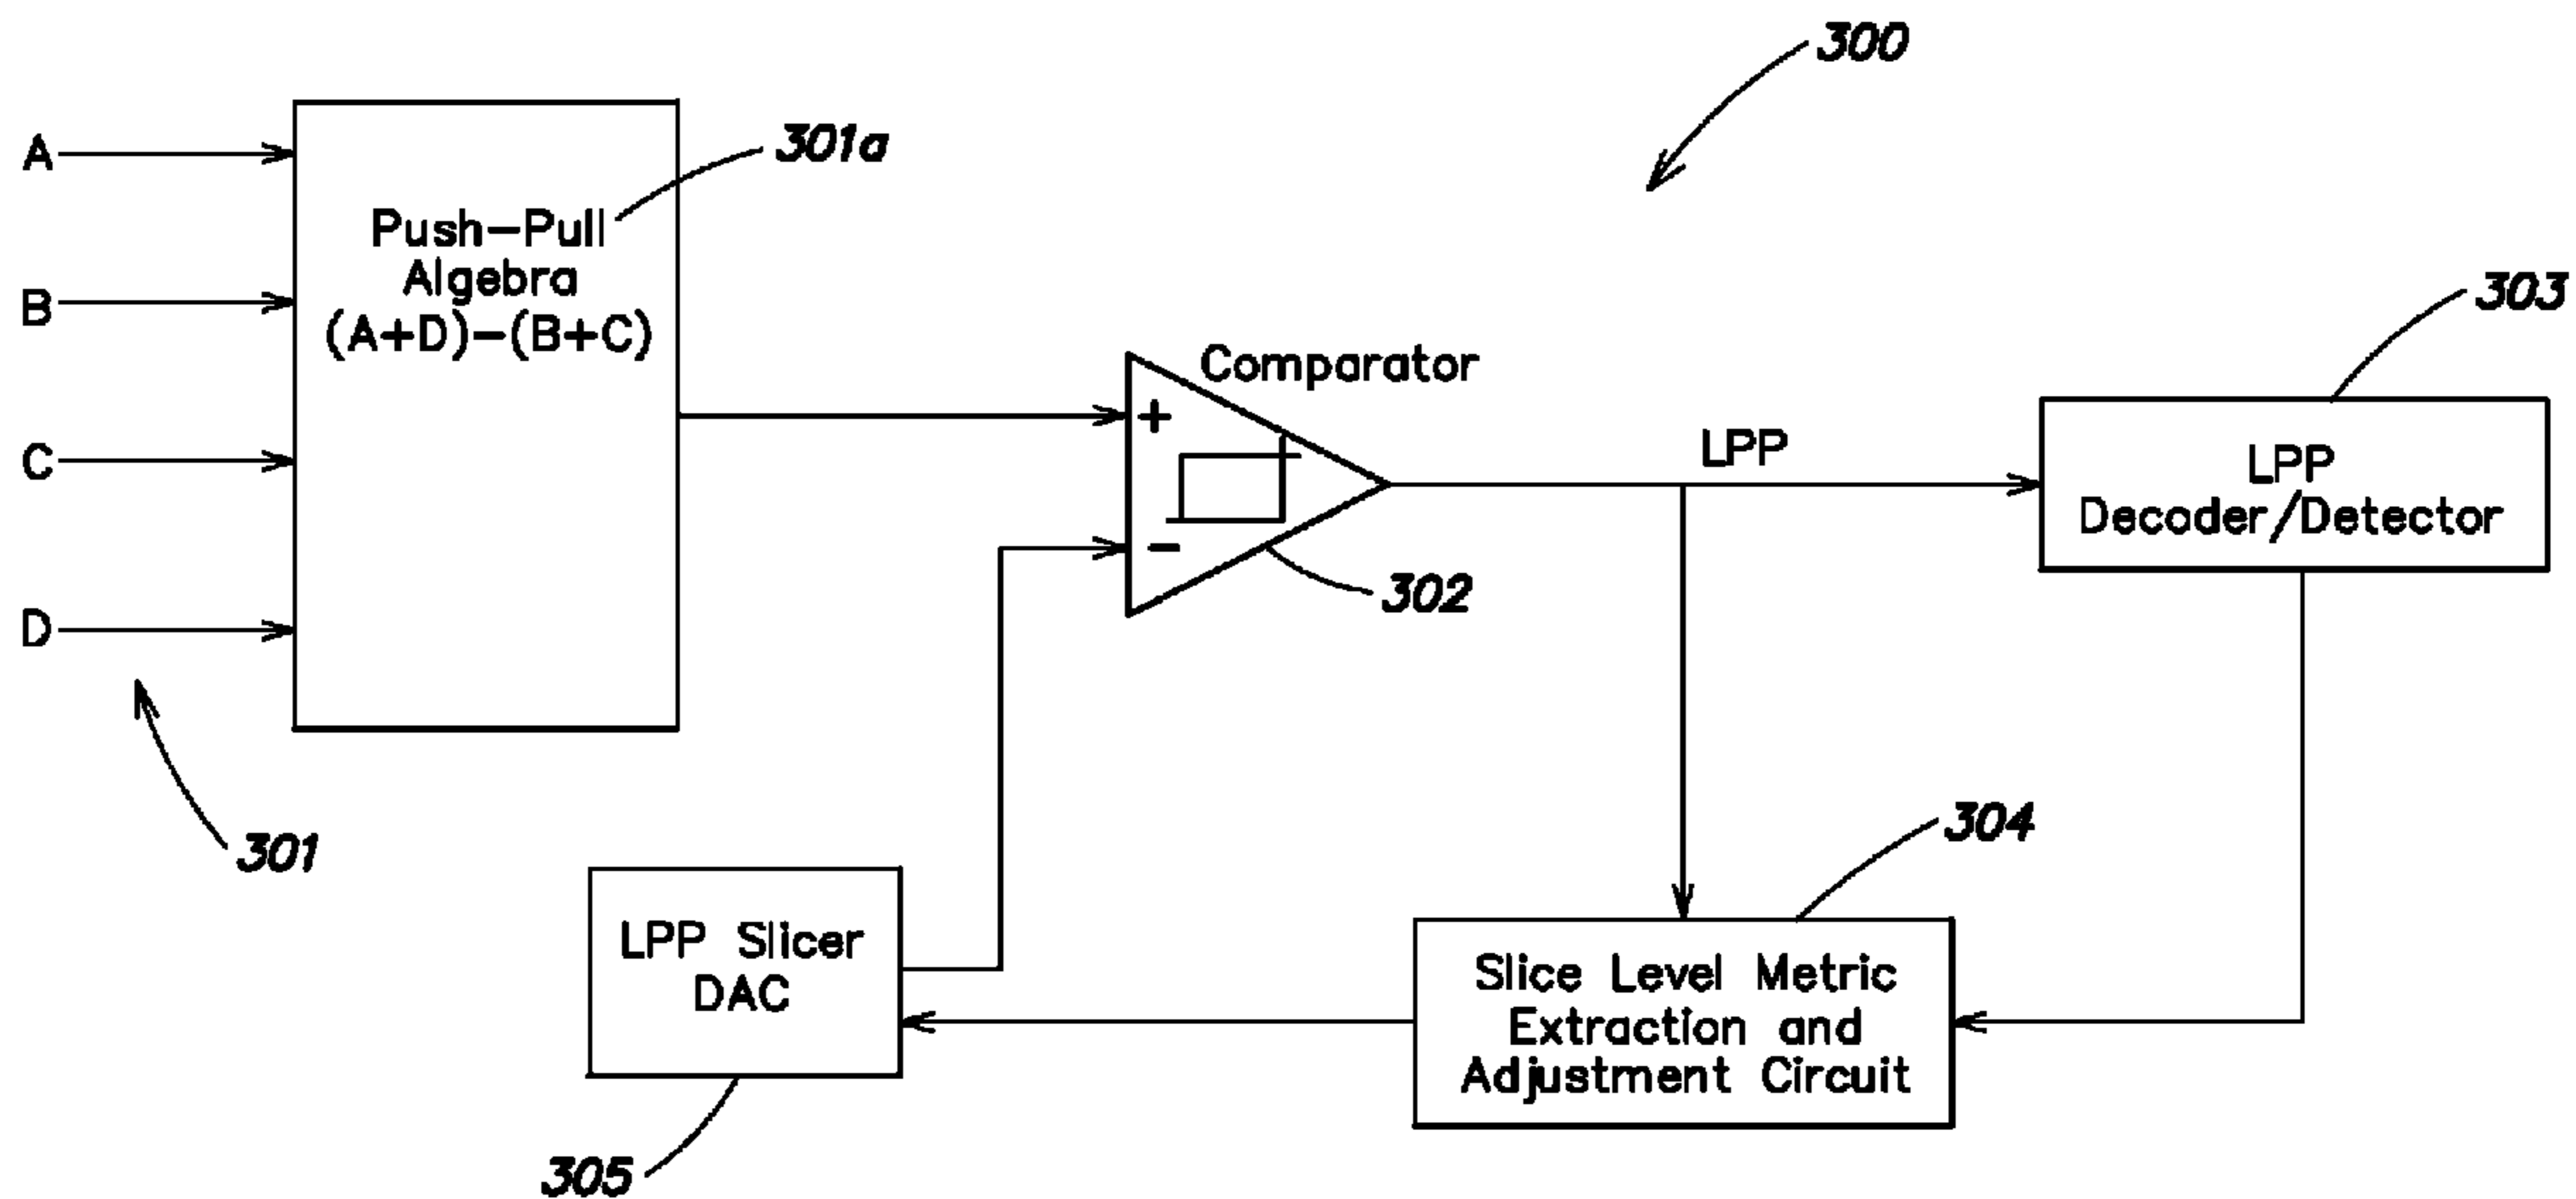 300
A
301a
Push-Pull
Algebra
(A+D)-(B+C)
B
303
Comparator
+
C
LPP
LPP
Decoder/Detector
-
302
D
304
301
LPP Slicer
DAC
Slice Level Metric
Extraction and
Adjustment Circuit
305